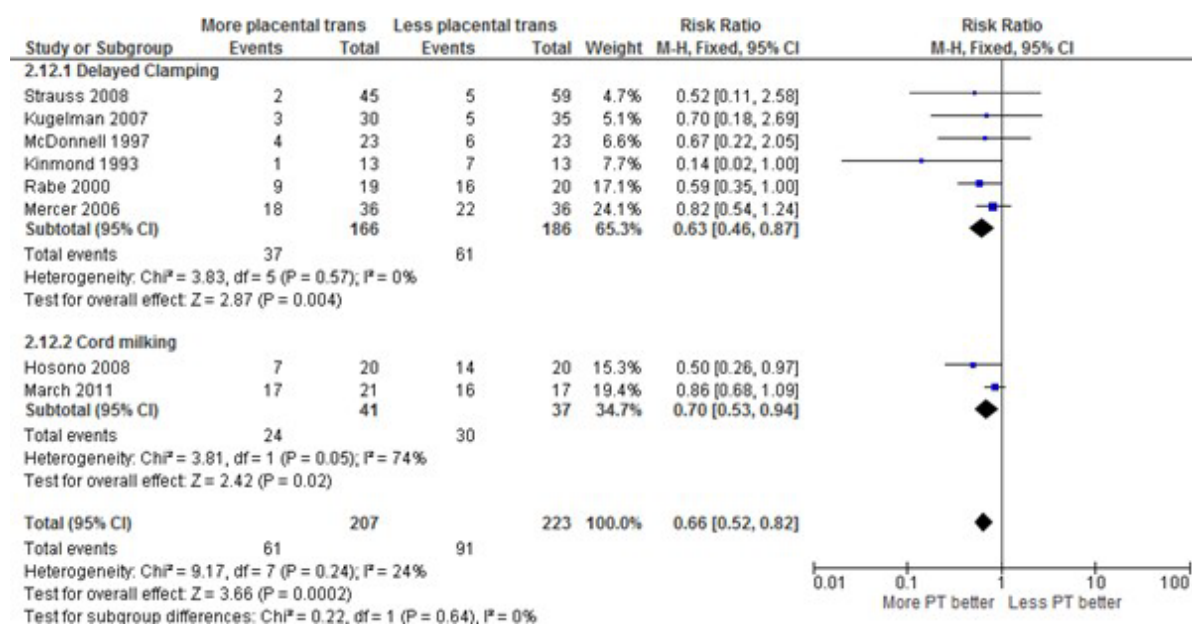 More placental trans Less placental trans Risk Ratio Risk Ratio
Study or Subgroup Events Total Events Total Weight M-H, Fixed, 95% CI M-H, Fixed, 95% CI
2.12.1 Delayed Clamping
Strauss 2008 2 45 5 59 4.7% 0.52 [0.11, 2.58]
Kugelman 2007 3 30 5 35 5.1% 0.70 [0.18, 2.69]
McDonnell 1997 4 23 6 23 6.6% 0.67 [0.22, 2.05]
Kinmond 1993 1 13 7 13 7.7% 0.14 [0.02, 1.00]
Rabe 2000 9 19 16 20 17.1% 0.59 [0.35, 1.00]
Mercer 2006 18 36 22 36 24.1% 0.82 [0.54, 1.24]
Subtotal (95% CI) 166 186 65.3% 0.63 [0.46, 0.87]
Total events 37 61
Heterogeneity: Chi² = 3.83, df = 5 (P = 0.57); I² = 0%
Test for overall effect: Z = 2.87 (P = 0.004)
2.12.2 Cord milking
Hosono 2008 7 20 14 20 15.3% 0.50 [0.26, 0.97]
March 2011 17 21 16 17 19.4% 0.86 [0.68, 1.09]
Subtotal (95% CI) 41 37 34.7% 0.70 [0.53, 0.94]
Total events 24 30
Heterogeneity: Chi² = 3.81, df = 1 (P = 0.05); I² = 74%
Test for overall effect: Z = 2.42 (P = 0.02)
Total (95% CI) 207 223 100.0% 0.66 [0.52, 0.82]
Total events 61 91
Heterogeneity: Chi² = 9.17, df = 7 (P = 0.24); I² = 24%
Test for overall effect: Z = 3.66 (P = 0.0002)
Test for subgroup differences: Chi² = 0.22, df = 1 (P = 0.64), I² = 0%
0.01 0.1 1 10 100
More PT better Less PT better